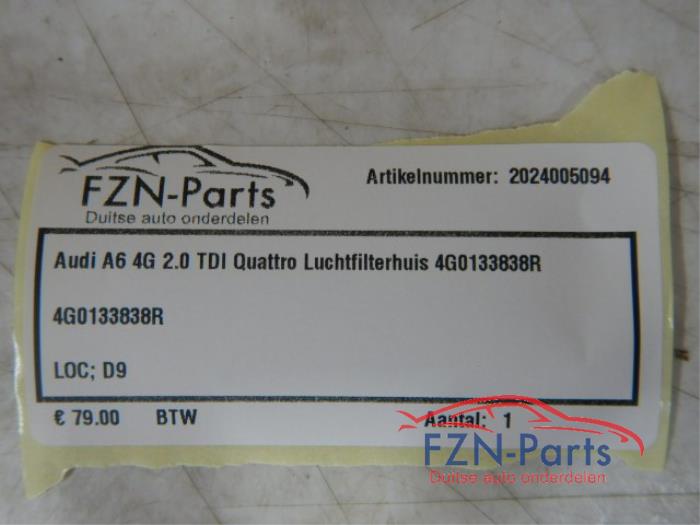 FZN-Parts
Duitse auto onderdelen
Artikelnummer: 2024005094
Audi A6 4G 2.0 TDI Quattro Luchtfilterhuis 4G0133838R
4G0133838R
LOC; D9
€ 79.00 BTW Aantal: 1
FZN-Parts
Duitse auto onderdelen